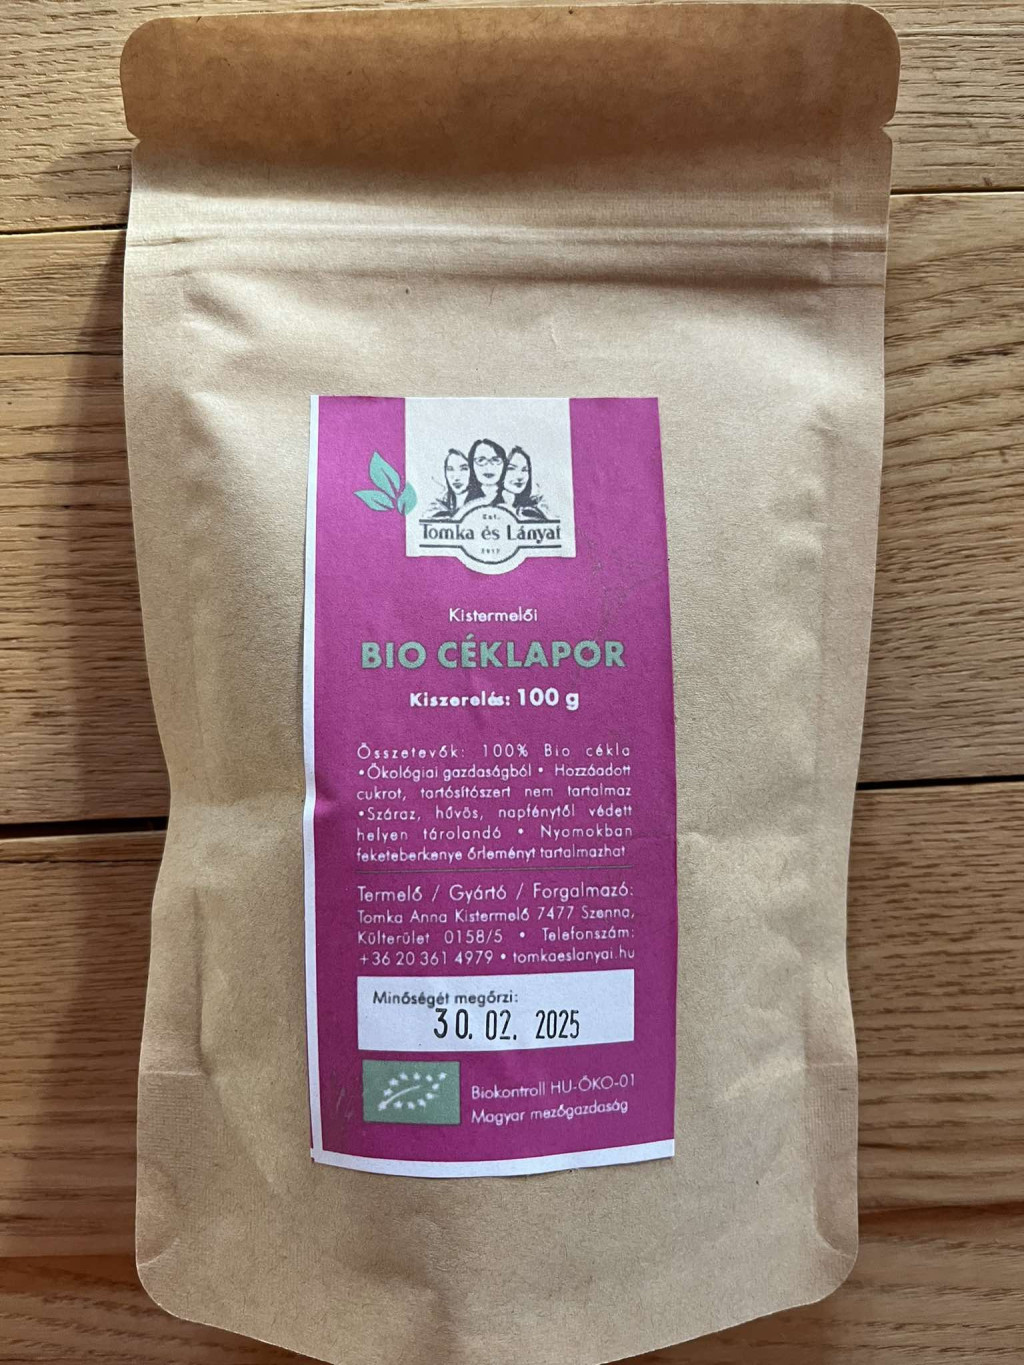 Est.
Tomka és Lányai
2017
Kistermelői
BIO CÉKLAPOR
Kiszerelés: 100 g
Összetevők: 100% Bio cékla
•Ökológiai gazdaságból • Hozzáadott
cukrot, tartósítószert nem tartalmaz
•Száraz, hűvös, napfénytől védett
helyen tárolandó • Nyomokban
feketeberkenye őrleményt tartalmazhat
Termelő / Gyártó / Forgalmazó:
Tomka Anna Kistermelő 7477 Szenna,
Külterület 0158/5 • Telefonszám:
+36 20 361 4979 • tomkaeslanyai.hu
Minőségét megőrzi:
30. 02. 2025
Biokontroll HU-ÖKO-01
Magyar mezőgazdaság